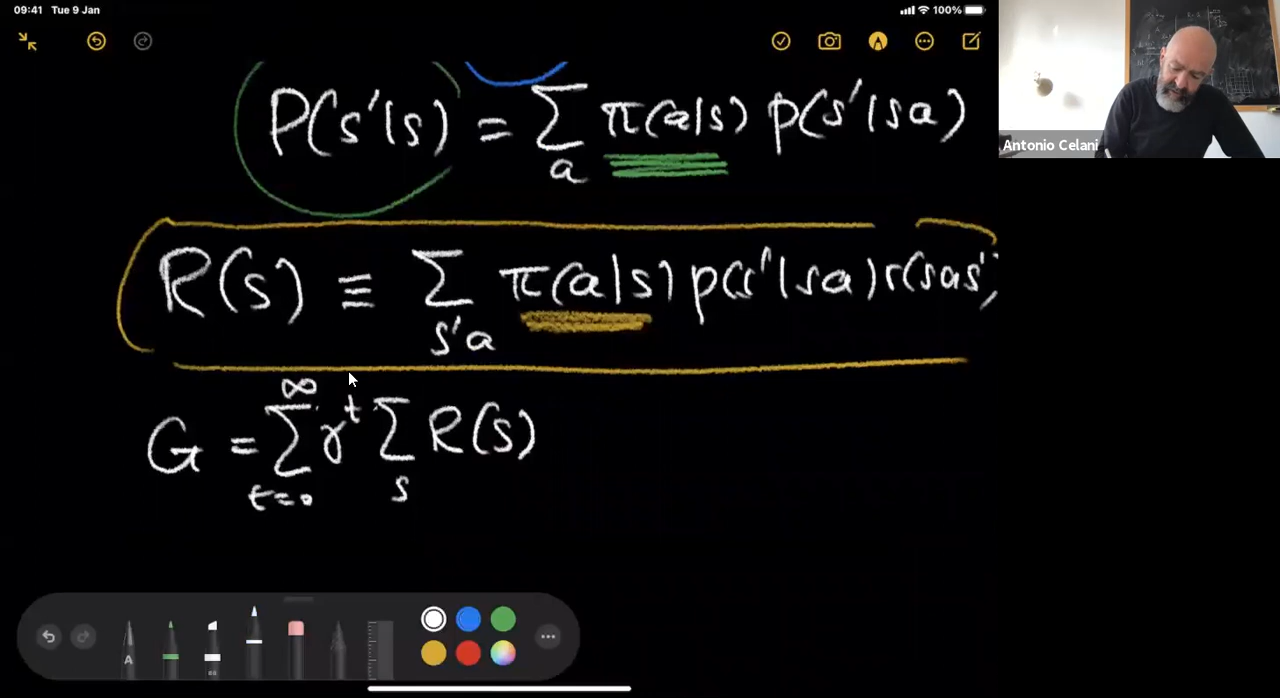 09:41 Tue 9 Jan 100%
P(s'|s) = ∑ π(a|s) p(s'|sa)
a
R(s) ≡ ∑ π(a|s) p(s'|sa) r(sas')
s'a
G = ∑ γ^t ∑ R(s)
∞
t=0 s
Antonio Celani
A